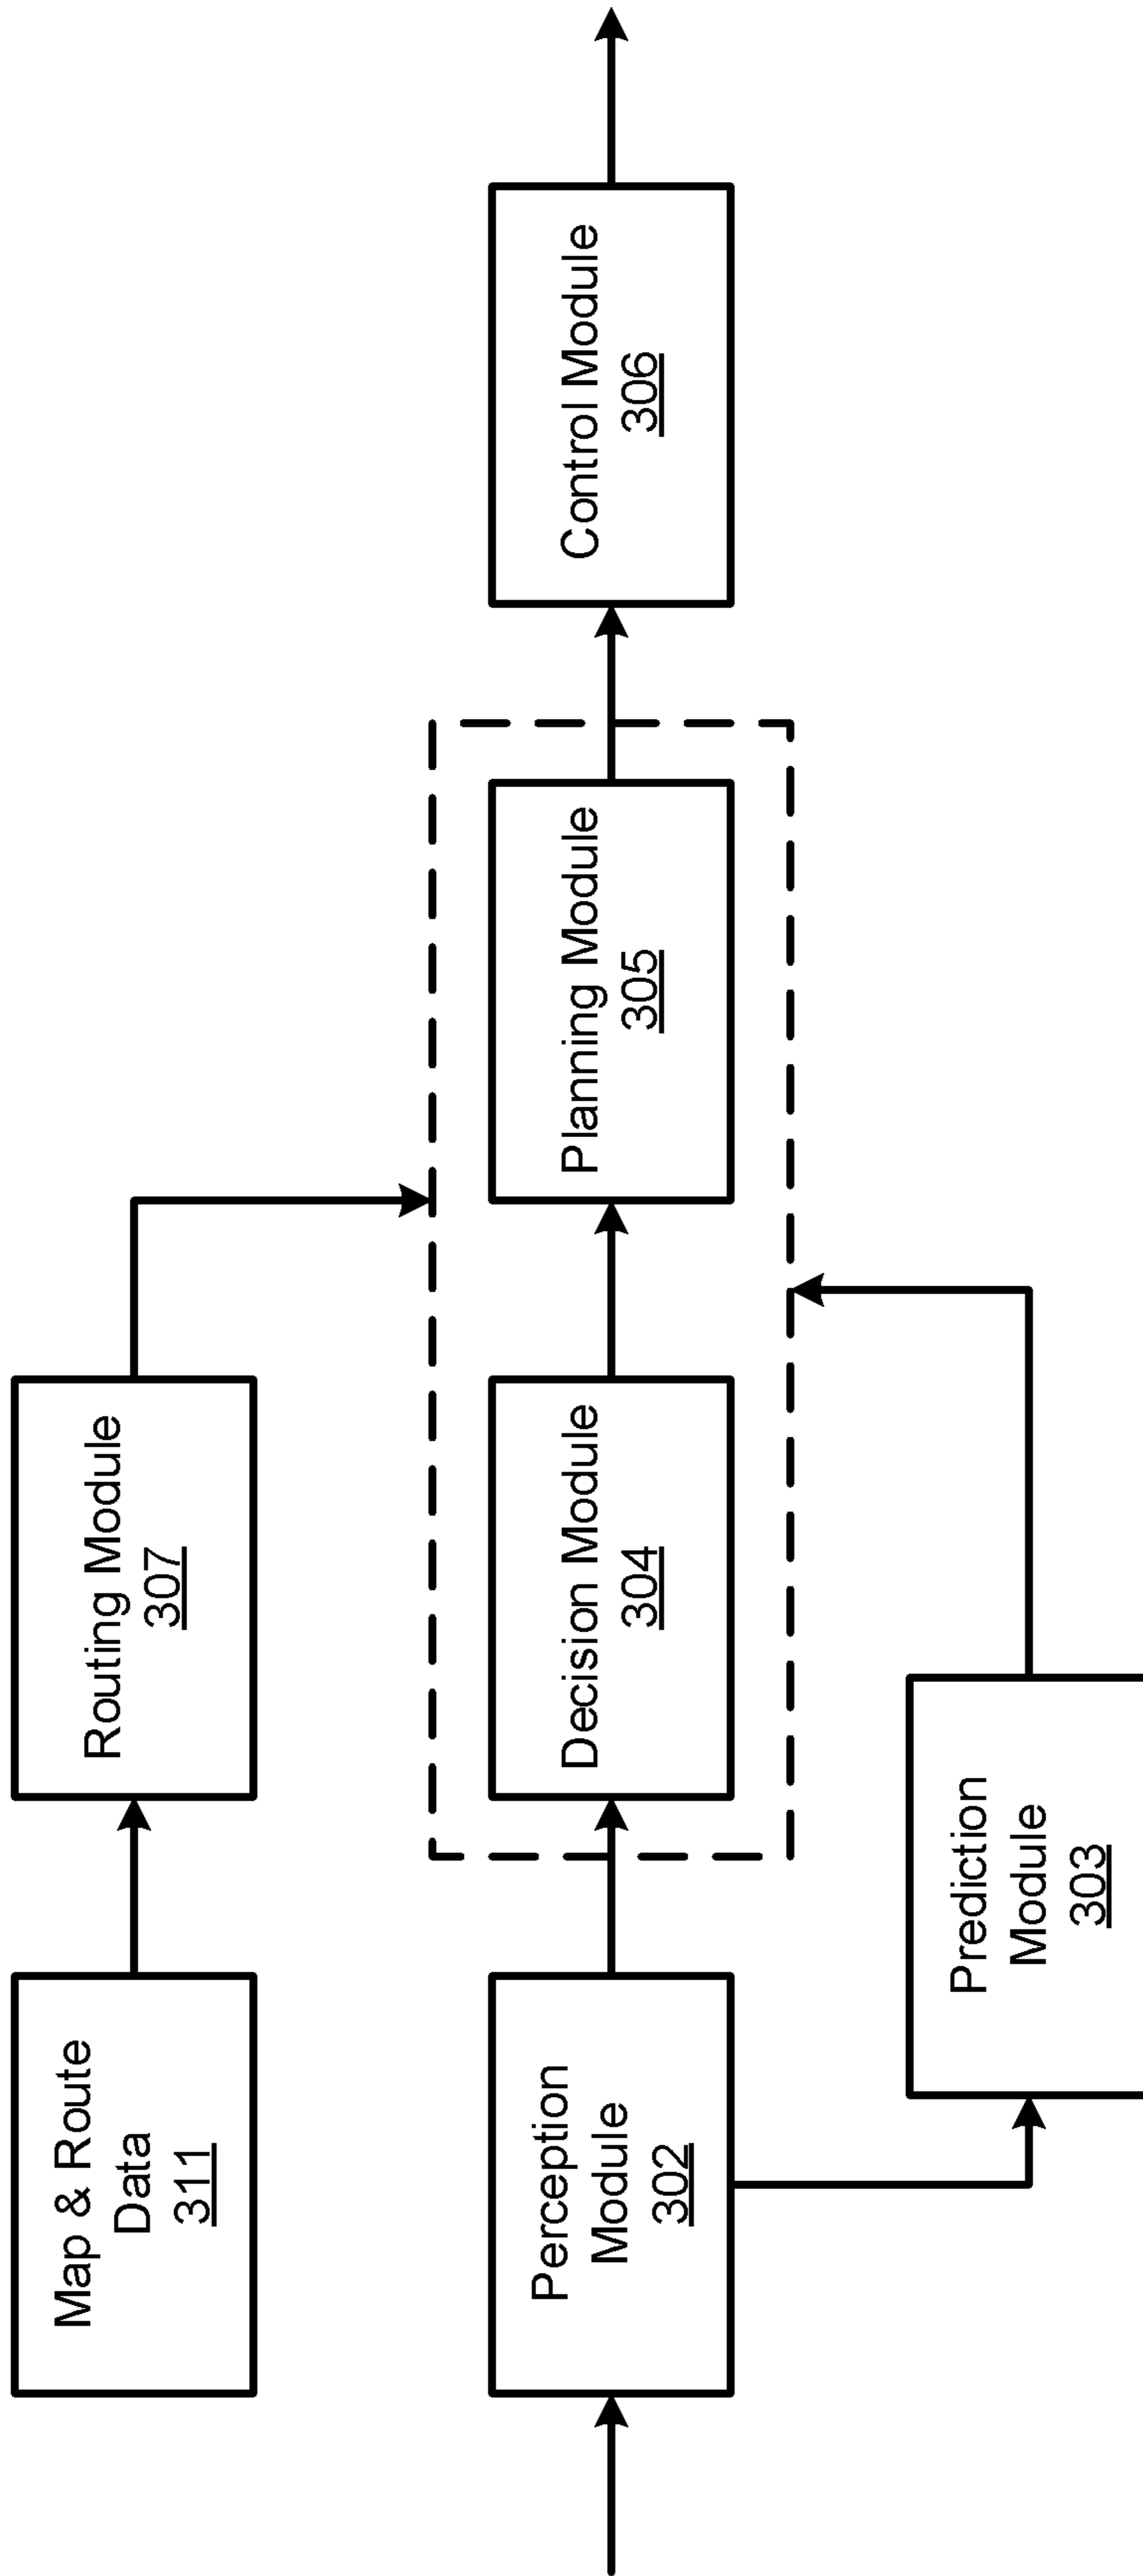 Map & Route
Data
311
Routing Module
307
Perception
Module
302
Decision Module
304
Planning Module
305
Control Module
306
Prediction
Module
303